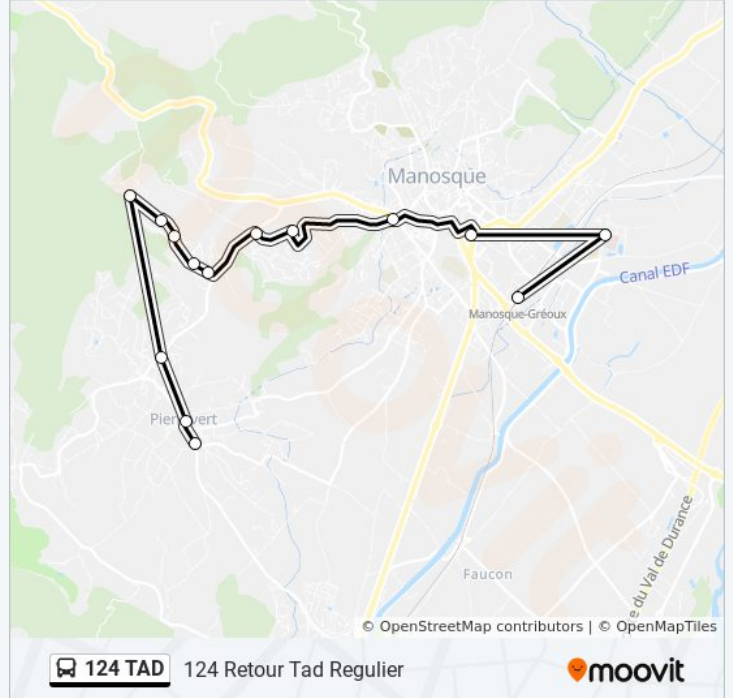 Manosque
Canal EDF
Manosque-Gréoux
Pierrevert
e du Val de Durance
Faucon
© OpenStreetMap contributors | © OpenMapTiles
124 TAD
124 Retour Tad Regulier
moovit